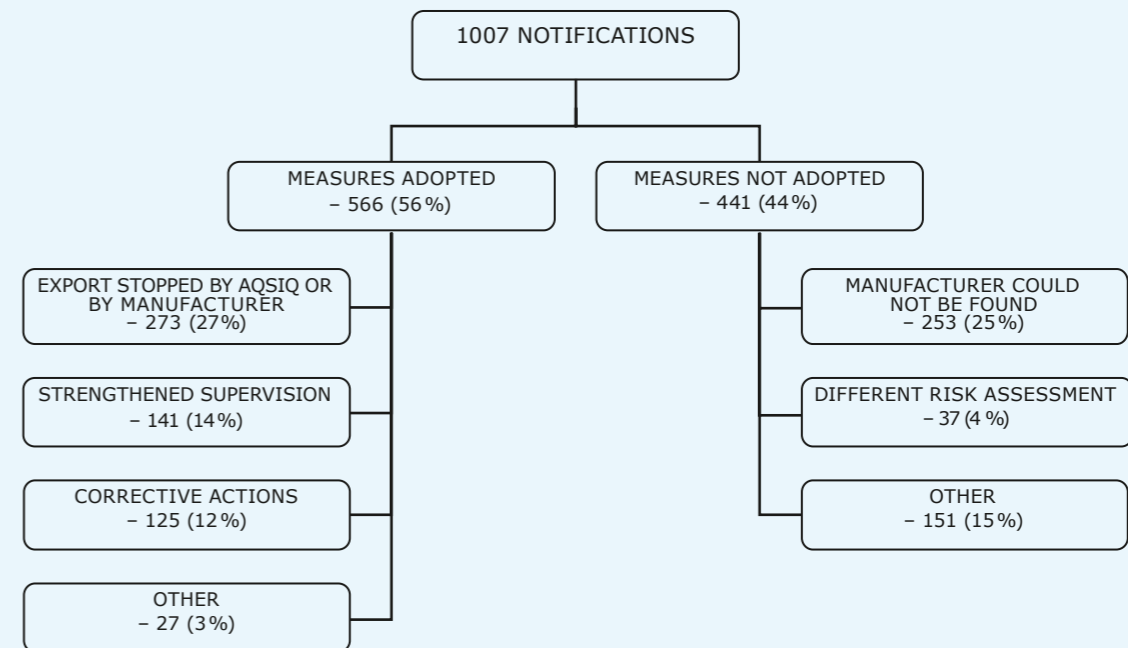 1007 NOTIFICATIONS
MEASURES ADOPTED
– 566 (56%)
MEASURES NOT ADOPTED
– 441 (44%)
EXPORT STOPPED BY AQSIQ OR
BY MANUFACTURER
– 273 (27%)
STRENGTHENED SUPERVISION
– 141 (14%)
CORRECTIVE ACTIONS
– 125 (12%)
OTHER
– 27 (3%)
MANUFACTURER COULD
NOT BE FOUND
– 253 (25%)
DIFFERENT RISK ASSESSMENT
– 37 (4%)
OTHER
– 151 (15%)